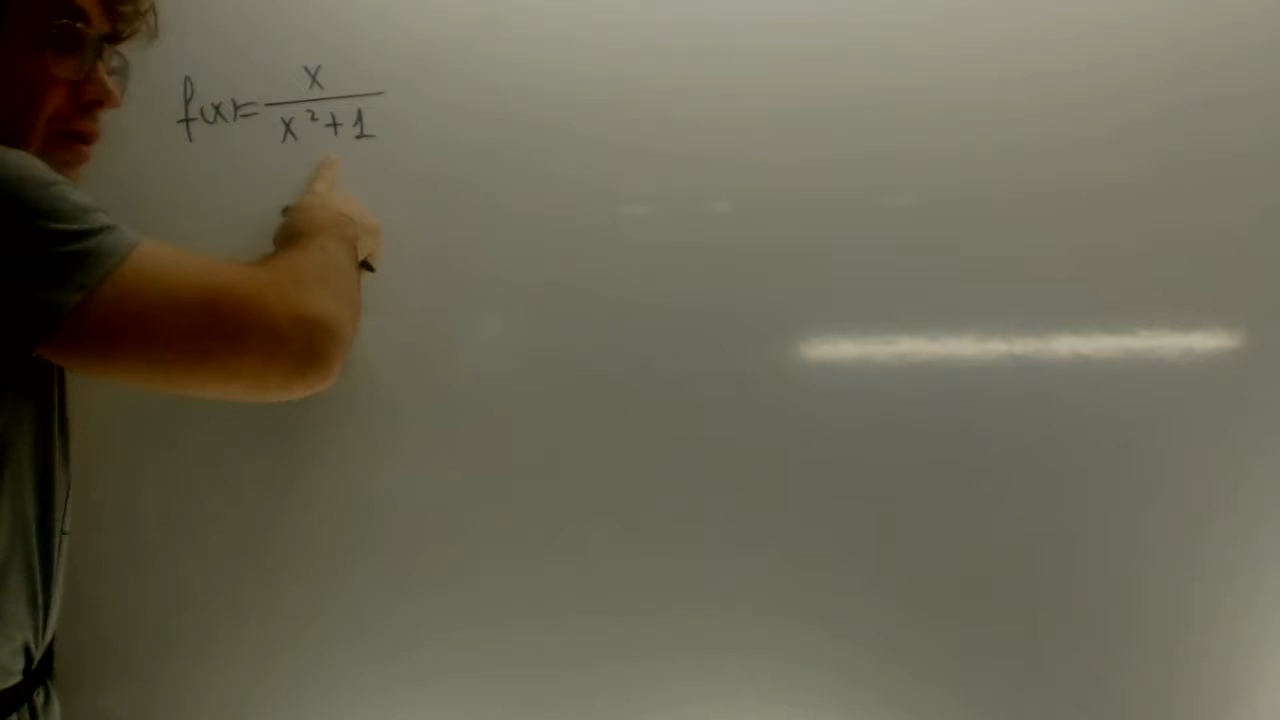 f(x)= x / x²+1